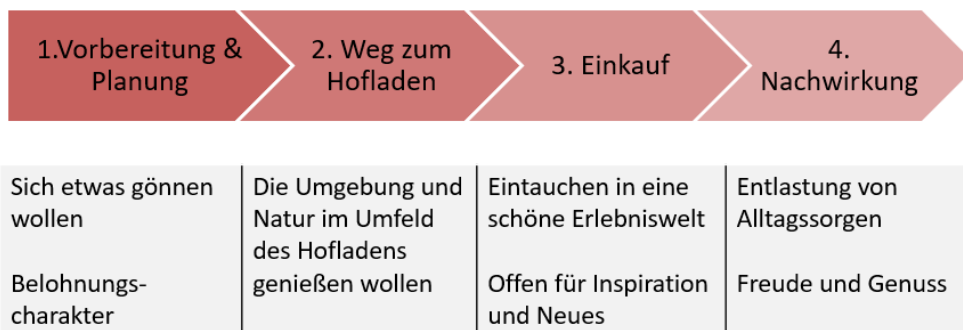 1.Vorbereitung &
Planung
2. Weg zum
Hofladen
3. Einkauf
4.
Nachwirkung
Sich etwas gönnen
wollen
Belohnungs-
charakter
Die Umgebung und
Natur im Umfeld
des Hofladens
genießen wollen
Eintauchen in eine
schöne Erlebniswelt
Offen für Inspiration
und Neues
Entlastung von
Alltagssorgen
Freude und Genuss